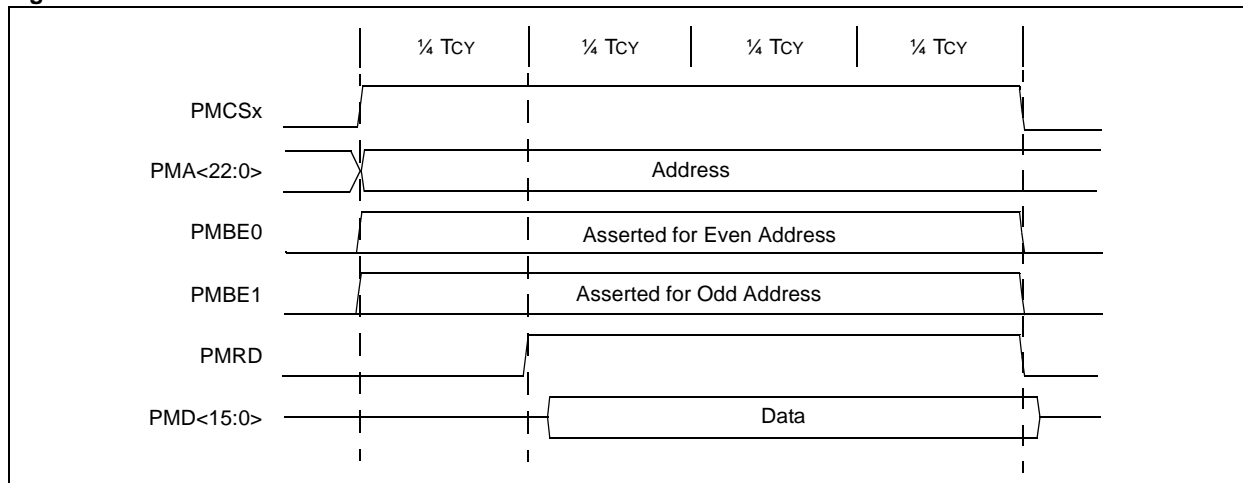 ¼ TCY ¼ TCY ¼ TCY ¼ TCY
PMCSx
PMA<22:0> Address
PMBE0 Asserted for Even Address
PMBE1 Asserted for Odd Address
PMRD
PMD<15:0> Data